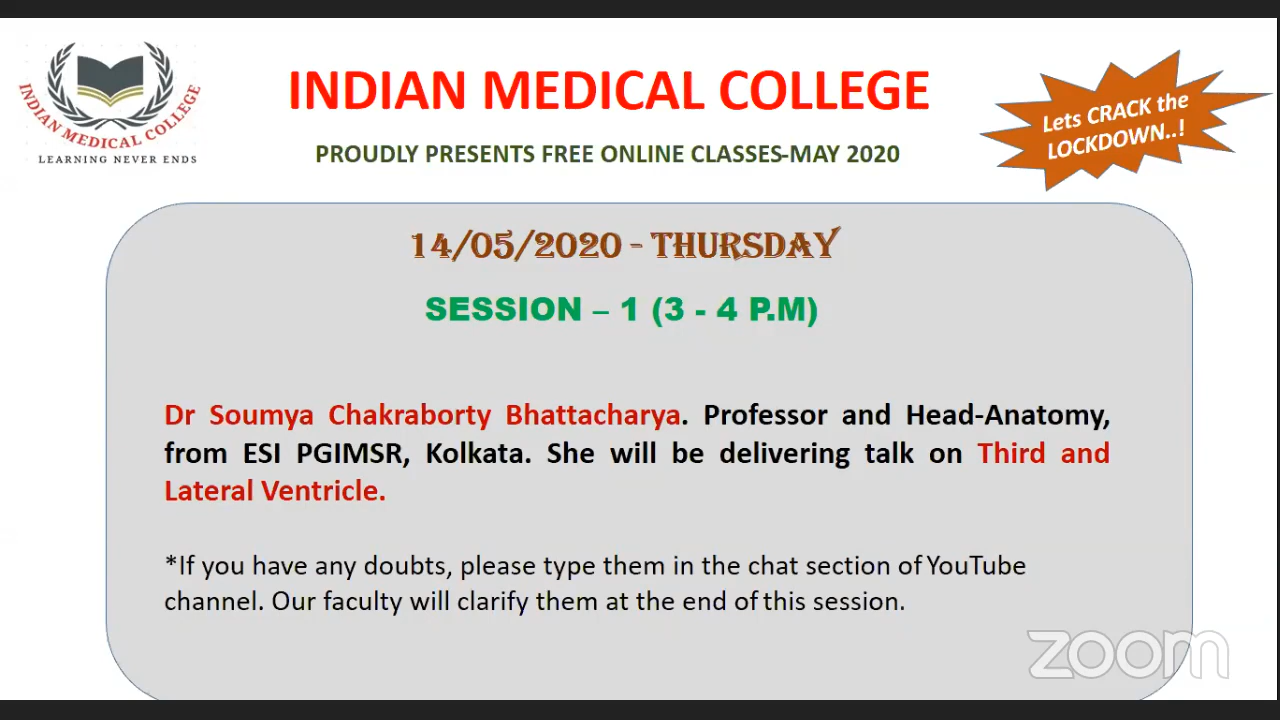 INDIAN MEDICAL COLLEGE
LEARNING NEVER ENDS
INDIAN MEDICAL COLLEGE
PROUDLY PRESENTS FREE ONLINE CLASSES-MAY 2020
Lets CRACK the
LOCKDOWN..!
14/05/2020 - THURSDAY
SESSION – 1 (3 - 4 P.M)
Dr Soumya Chakraborty Bhattacharya. Professor and Head-Anatomy,
from ESI PGIMSR, Kolkata. She will be delivering talk on Third and
Lateral Ventricle.
*If you have any doubts, please type them in the chat section of YouTube
channel. Our faculty will clarify them at the end of this session.
zoom